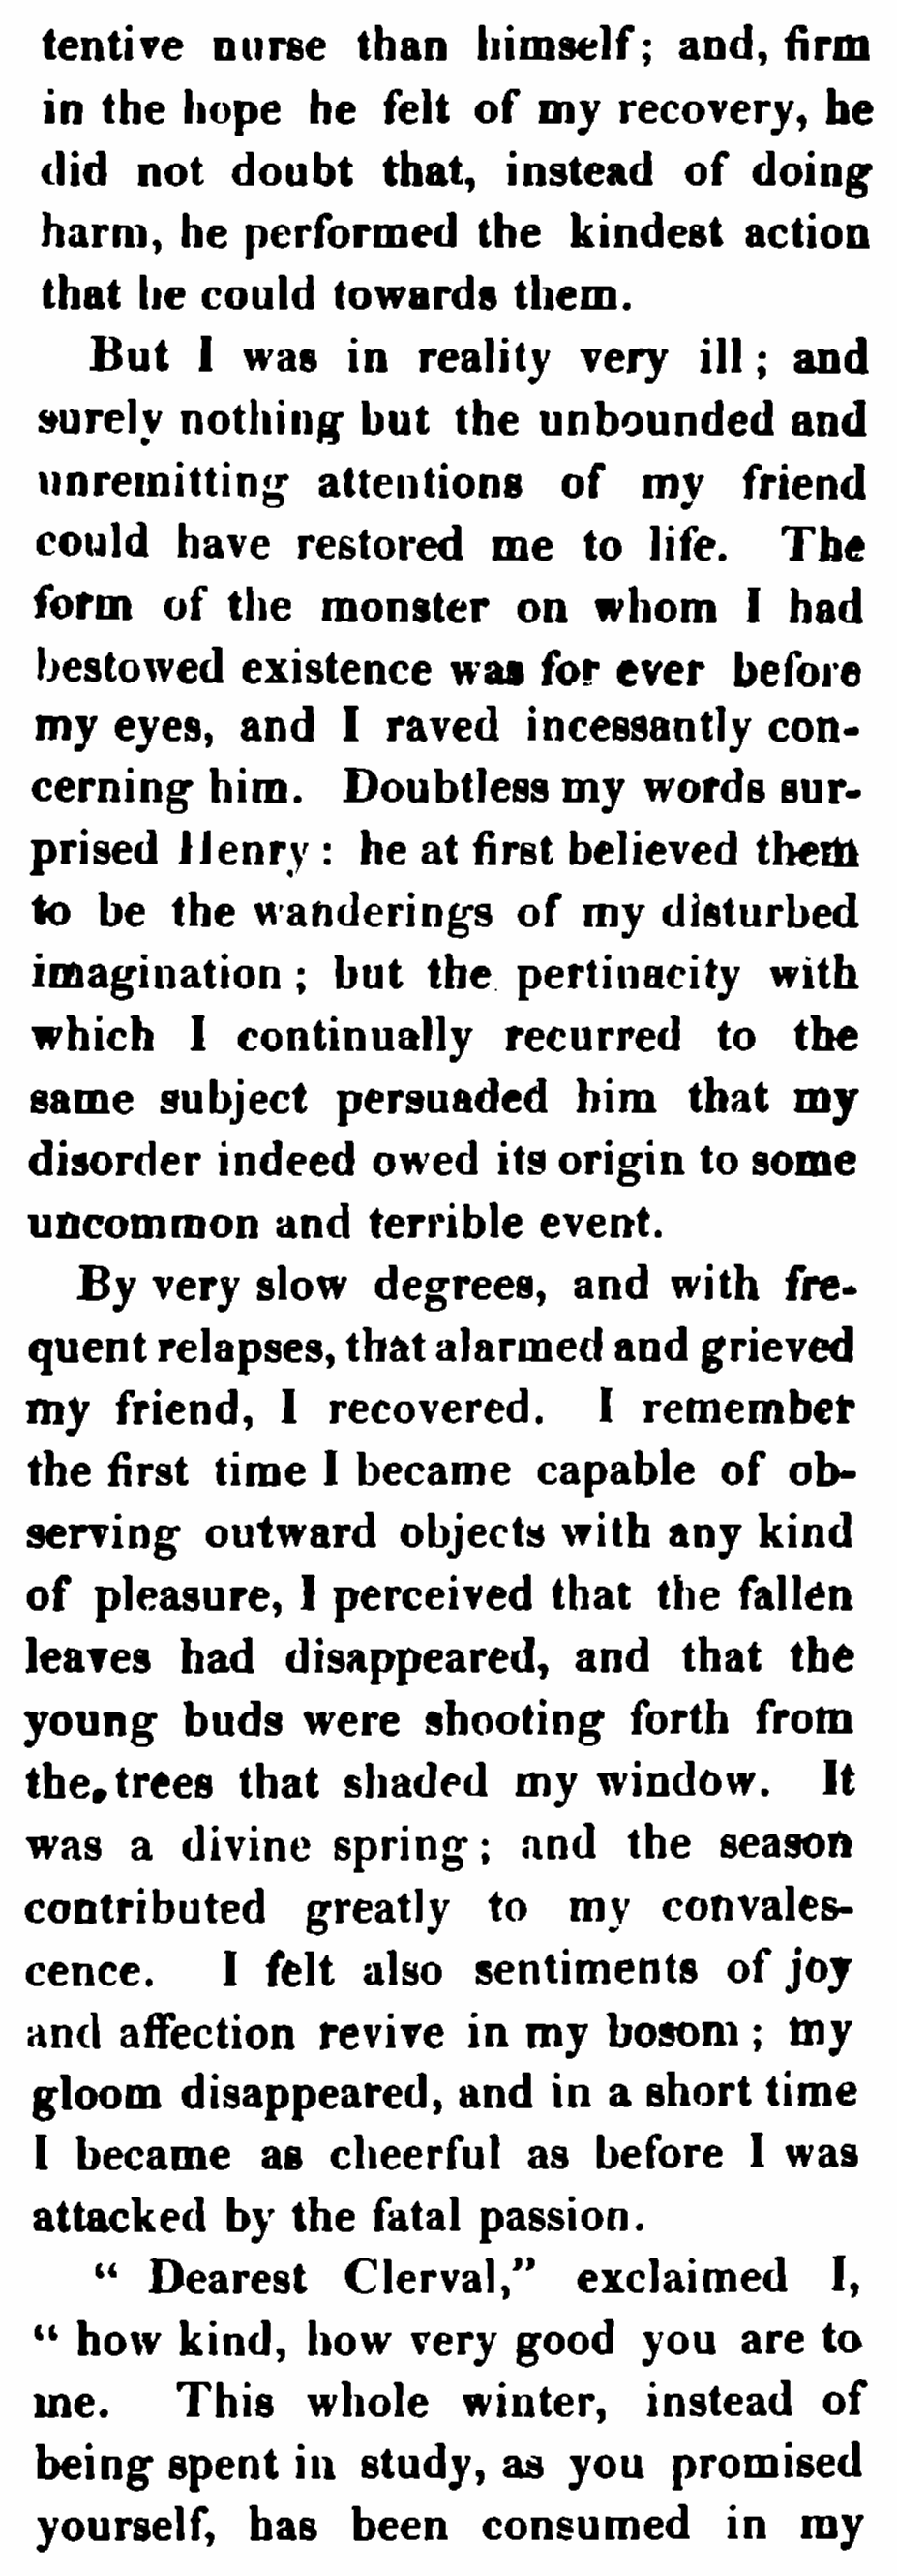 tentive nurse than himself; and, firm
in the hope he felt of my recovery, he
did not doubt that, instead of doing
harm, he performed the kindest action
that he could towards them.
But I was in reality very ill; and
surely nothing but the unbounded and
unremitting attentions of my friend
could have restored me to life. The
form of the monster on whom I had
bestowed existence was for ever before
my eyes, and I raved incessantly con-
cerning him. Doubtless my words sur-
prised Henry: he at first believed them
to be the wanderings of my disturbed
imagination; but the pertinacity with
which I continually recurred to the
same subject persuaded him that my
disorder indeed owed its origin to some
uncommon and terrible event.
By very slow degrees, and with fre-
quent relapses, that alarmed and grieved
my friend, I recovered. I remember
the first time I became capable of ob-
serving outward objects with any kind
of pleasure, I perceived that the fallen
leaves had disappeared, and that the
young buds were shooting forth from
the trees that shaded my window. It
was a divine spring; and the season
contributed greatly to my convales-
cence. I felt also sentiments of joy
and affection revive in my bosom; my
gloom disappeared, and in a short time
I became as cheerful as before I was
attacked by the fatal passion.
“ Dearest Clerval,” exclaimed I,
“ how kind, how very good you are to
me. This whole winter, instead of
being spent in study, as you promised
yourself, has been consumed in my